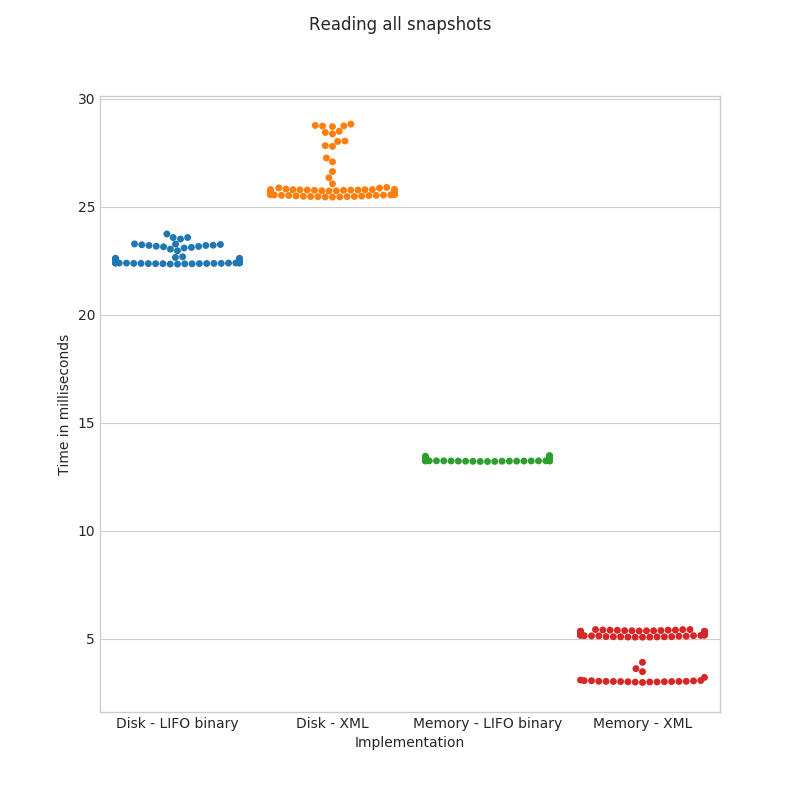 Reading all snapshots
30
25
20
15
10
5
Time in milliseconds
Disk - LIFO binary
Disk - XML
Memory - LIFO binary
Memory - XML
Implementation